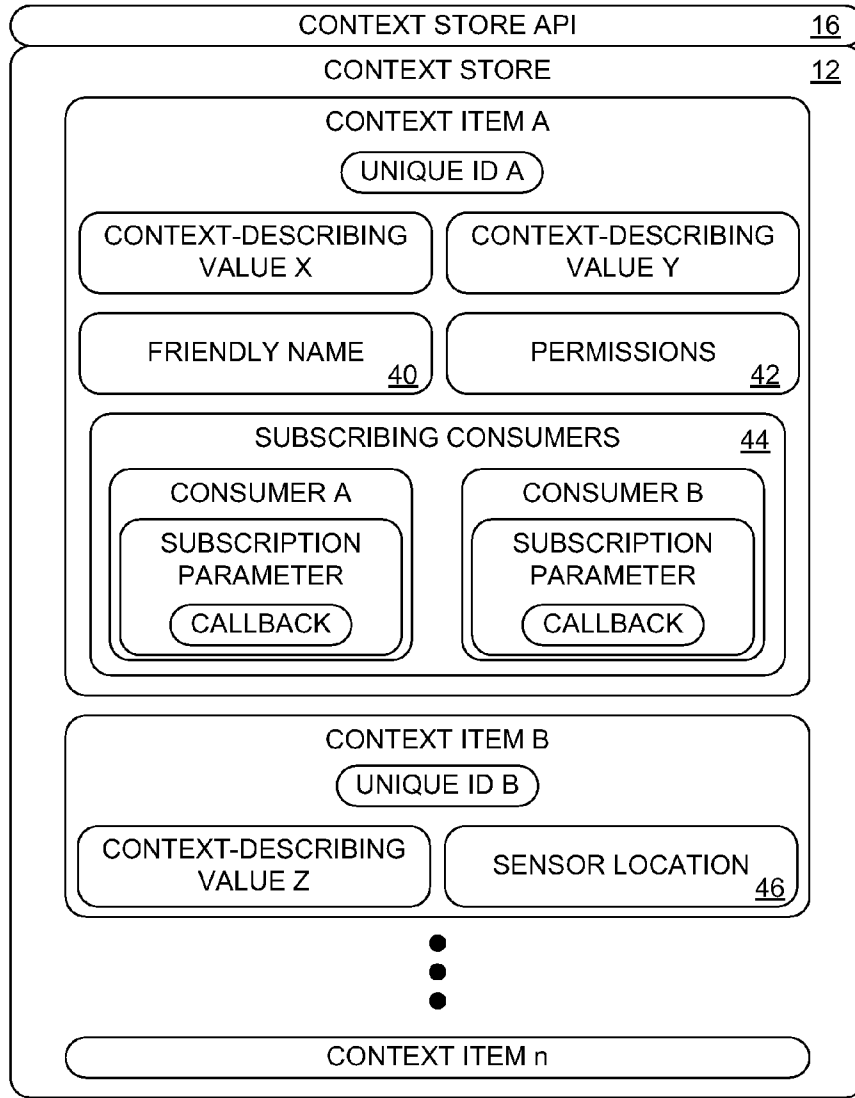 CONTEXT STORE API 16
CONTEXT STORE 12
CONTEXT ITEM A
UNIQUE ID A
CONTEXT-DESCRIBING
VALUE X
CONTEXT-DESCRIBING
VALUE Y
FRIENDLY NAME 40
PERMISSIONS 42
SUBSCRIBING CONSUMERS 44
CONSUMER A
SUBSCRIPTION
PARAMETER
CALLBACK
CONSUMER B
SUBSCRIPTION
PARAMETER
CALLBACK
CONTEXT ITEM B
UNIQUE ID B
CONTEXT-DESCRIBING
VALUE Z
SENSOR LOCATION 46
CONTEXT ITEM n